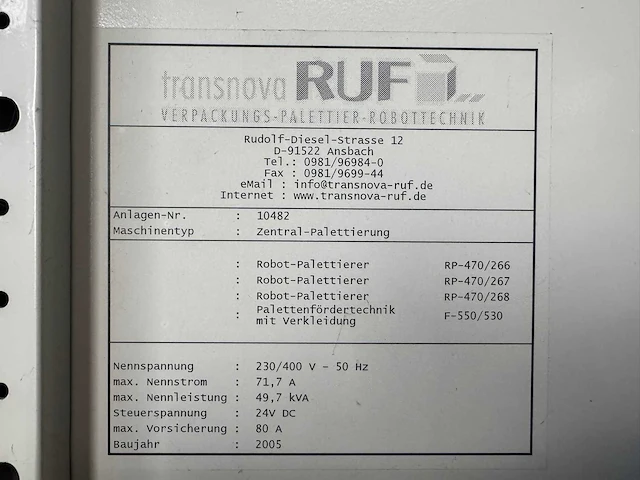 transnova RUF
VERPACKUNGS-PALETTIER-ROBOTTECHNIK
Rudolf-Diesel-Strasse 12
D-91522 Ansbach
Tel.: 0981/96984-0
Fax : 0981/9699-44
eMail : info@transnova-ruf.de
Internet : www.transnova-ruf.de
Anlagen-Nr. : 10482
Maschinentyp : Zentral-Palettierung
: Robot-Palettierer RP-470/266
: Robot-Palettierer RP-470/267
: Robot-Palettierer RP-470/268
: Palettenfördertechnik
mit Verkleidung F-550/530
Nennspannung : 230/400 V - 50 Hz
max. Nennstrom : 71,7 A
max. Nennleistung : 49,7 kVA
Steuerspannung : 24V DC
max. Vorsicherung : 80 A
Baujahr : 2005